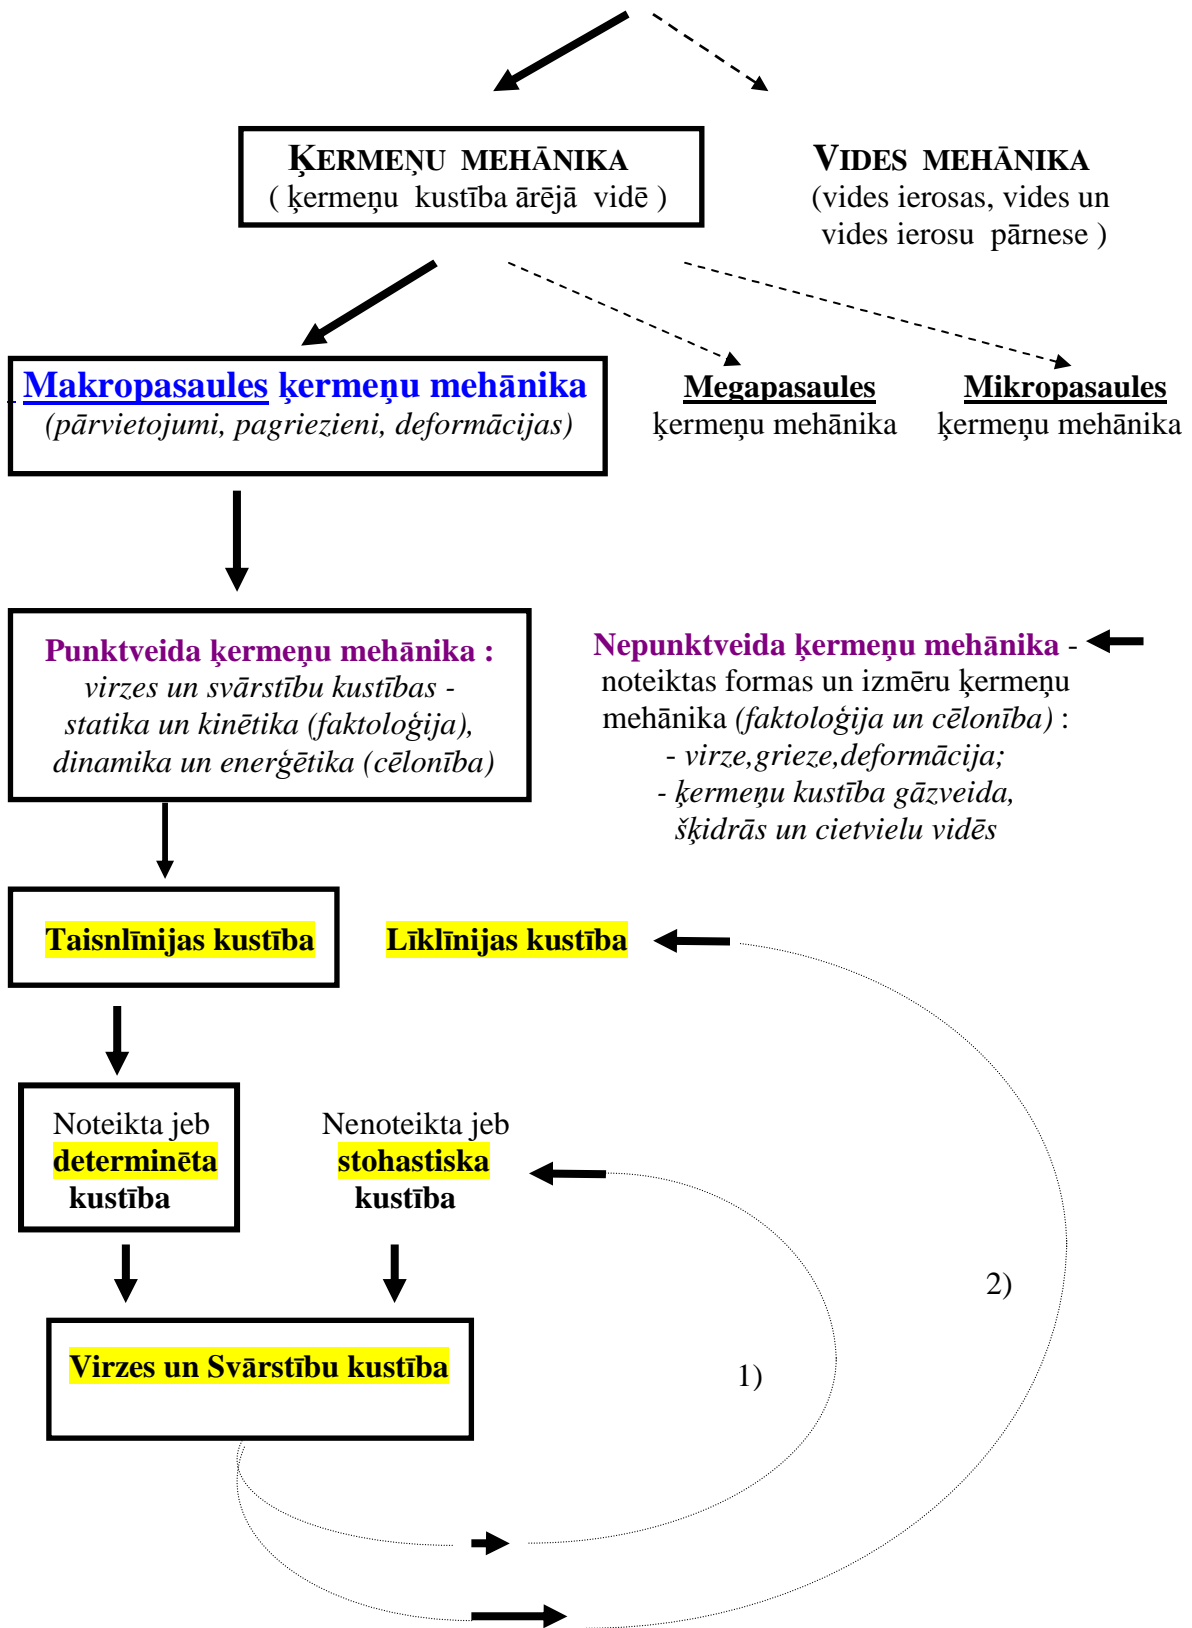 ĶERMEŅU MEHĀNIKA
( ķermeņu kustība ārējā vidē )
VIDES MEHĀNIKA
(vides ierosas, vides un
vides ierosu pārnese )
Makropasaules ķermeņu mehānika
(pārvietojumi, pagriezieni, deformācijas)
Megapasaules
ķermeņu mehānika
Mikropasaules
ķermeņu mehānika
Punktveida ķermeņu mehānika :
virzes un svārstību kustības -
statika un kinētika (faktoloģija),
dinamika un enerģētika (cēlonība)
Nepunktveida ķermeņu mehānika -
noteiktas formas un izmēru ķermeņu
mehānika (faktoloģija un cēlonība) :
- virze,grieze,deformācija;
- ķermeņu kustība gāzveida,
šķidrās un cietvielu vidēs
Taisnlīnijas kustība
Līklīnijas kustība
Noteikta jeb
determinēta
kustība
Nenoteikta jeb
stohastiska
kustība
2)
Virzes un Svārstību kustība
1)